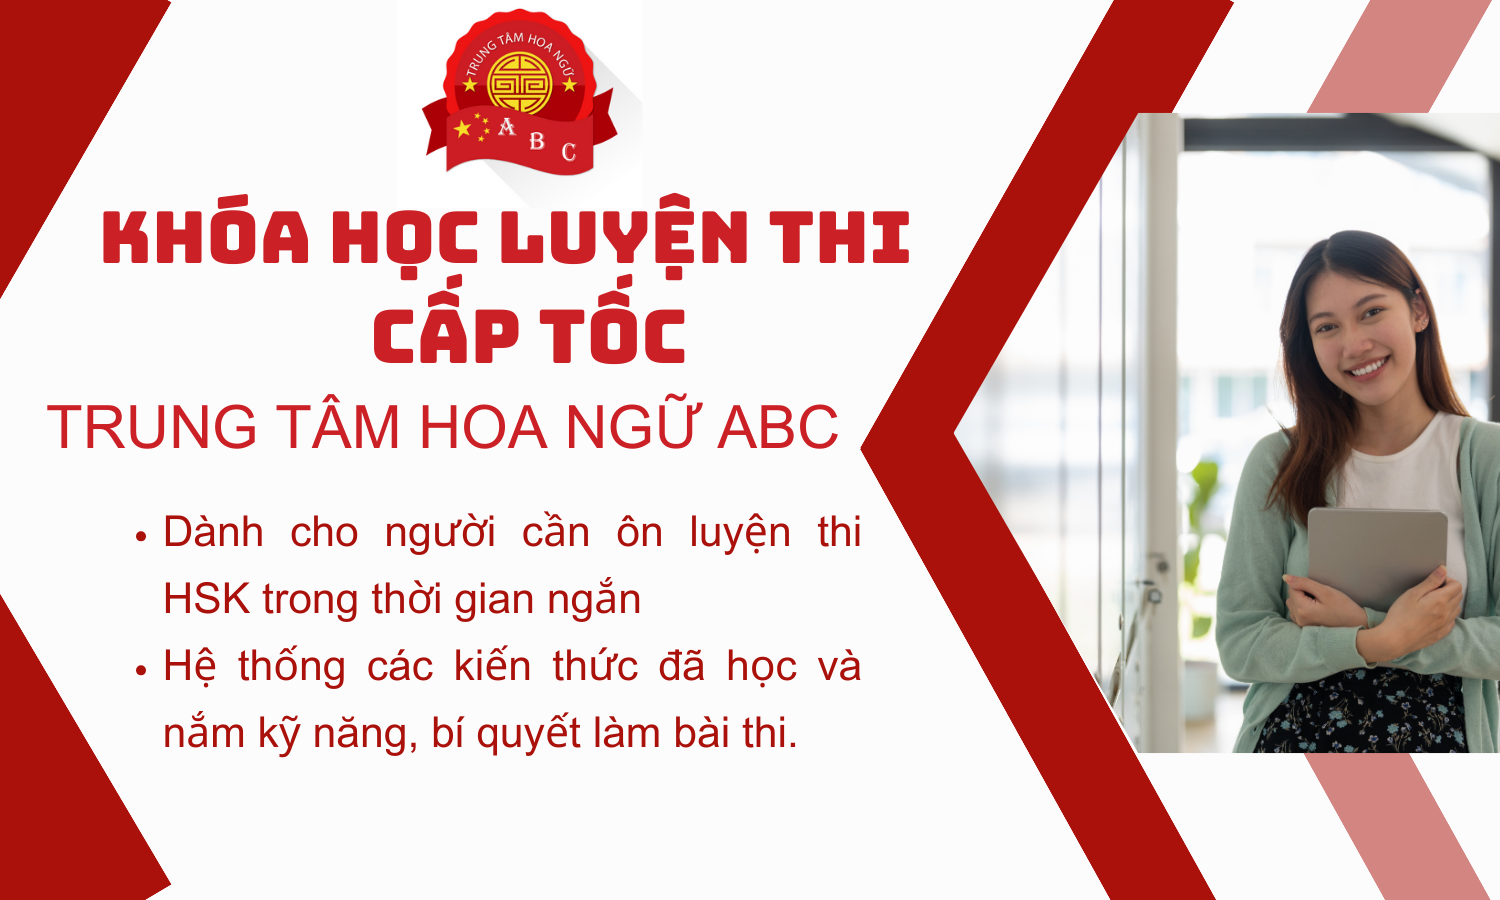 TRUNG TÂM HOA NGỮ
A B C
KHÓA HỌC LUYỆN THI
CẤP TỐC
TRUNG TÂM HOA NGỮ ABC
• Dành cho người cần ôn luyện thi
HSK trong thời gian ngắn
• Hệ thống các kiến thức đã học và
nắm kỹ năng, bí quyết làm bài thi.